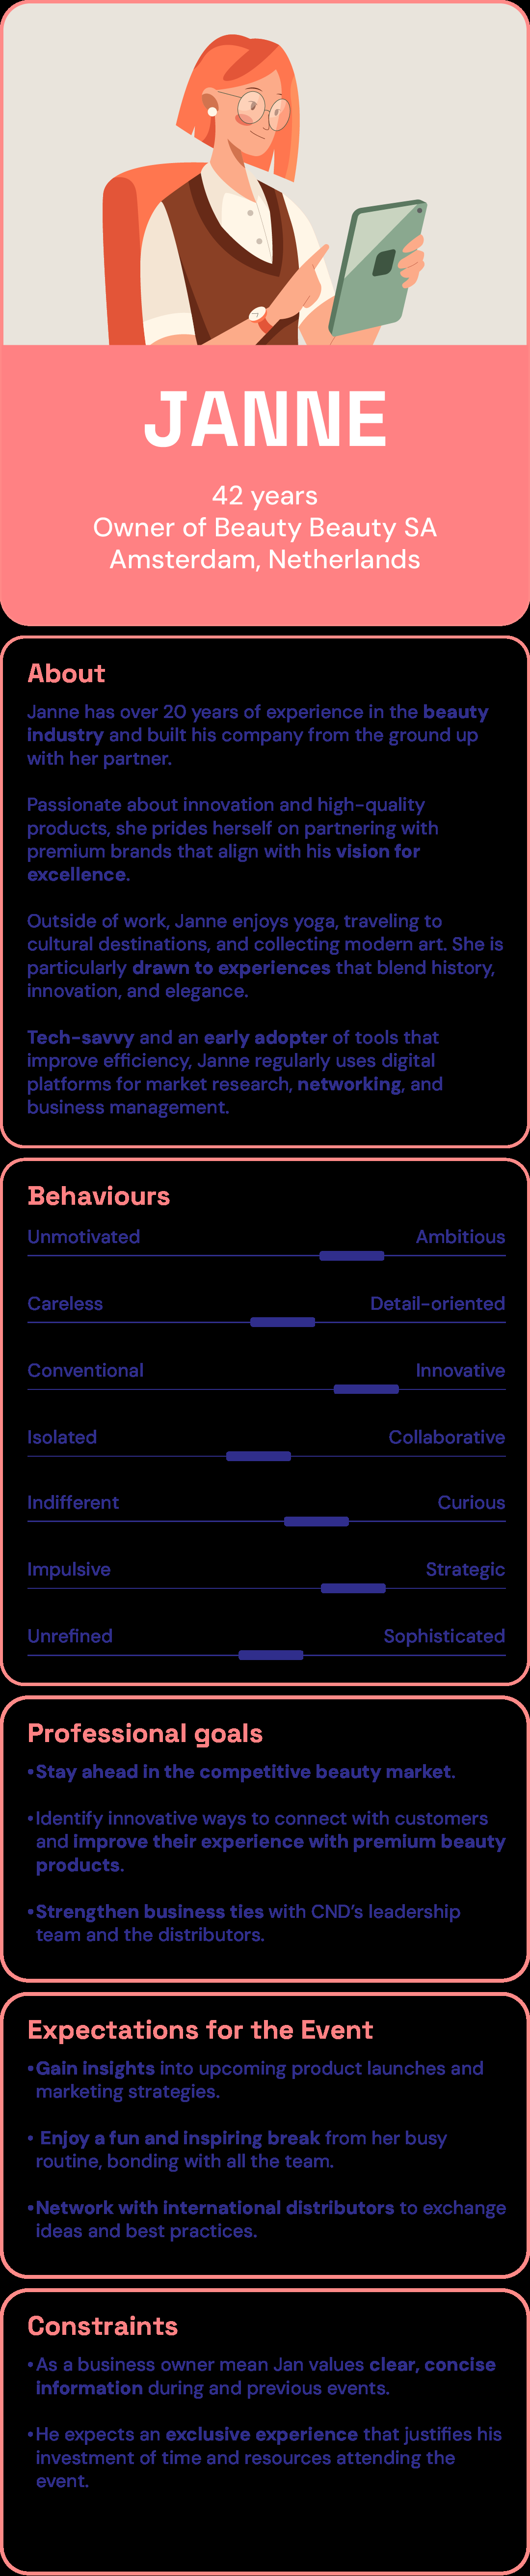 JANNE
42 years
Owner of Beauty Beauty SA
Amsterdam, Netherlands
About
Janne has over 20 years of experience in the beauty
industry and built his company from the ground up
with her partner.
Passionate about innovation and high-quality
products, she prides herself on partnering with
premium brands that align with his vision for
excellence.
Outside of work, Janne enjoys yoga, traveling to
cultural destinations, and collecting modern art. She is
particularly drawn to experiences that blend history,
innovation, and elegance.
Tech-savvy and an early adopter of tools that
improve efficiency, Janne regularly uses digital
platforms for market research, networking, and
business management.
Behaviours
Unmotivated Ambitious
Careless Detail-oriented
Conventional Innovative
Isolated Collaborative
Indifferent Curious
Impulsive Strategic
Unrefined Sophisticated
Professional goals
•Stay ahead in the competitive beauty market.
•Identify innovative ways to connect with customers
and improve their experience with premium beauty
products.
•Strengthen business ties with CND's leadership
team and the distributors.
Expectations for the Event
•Gain insights into upcoming product launches and
marketing strategies.
• Enjoy a fun and inspiring break from her busy
routine, bonding with all the team.
•Network with international distributors to exchange
ideas and best practices.
Constraints
•As a business owner mean Jan values clear, concise
information during and previous events.
•He expects an exclusive experience that justifies his
investment of time and resources attending the
event.